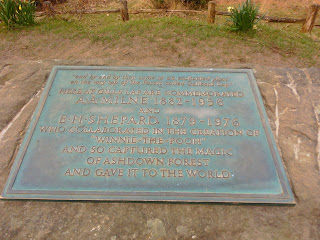 HERE AT GILLS LAP ARE COMMEMORATED
A.A. MILNE 1882-1956
AND
E.H. SHEPARD 1879-1976
WHO COLLABORATED IN THE CREATION OF
"WINNIE-THE-POOH"
AND SO CAPTURED THE MAGIC
OF ASHDOWN FOREST
AND GAVE IT TO THE WORLD